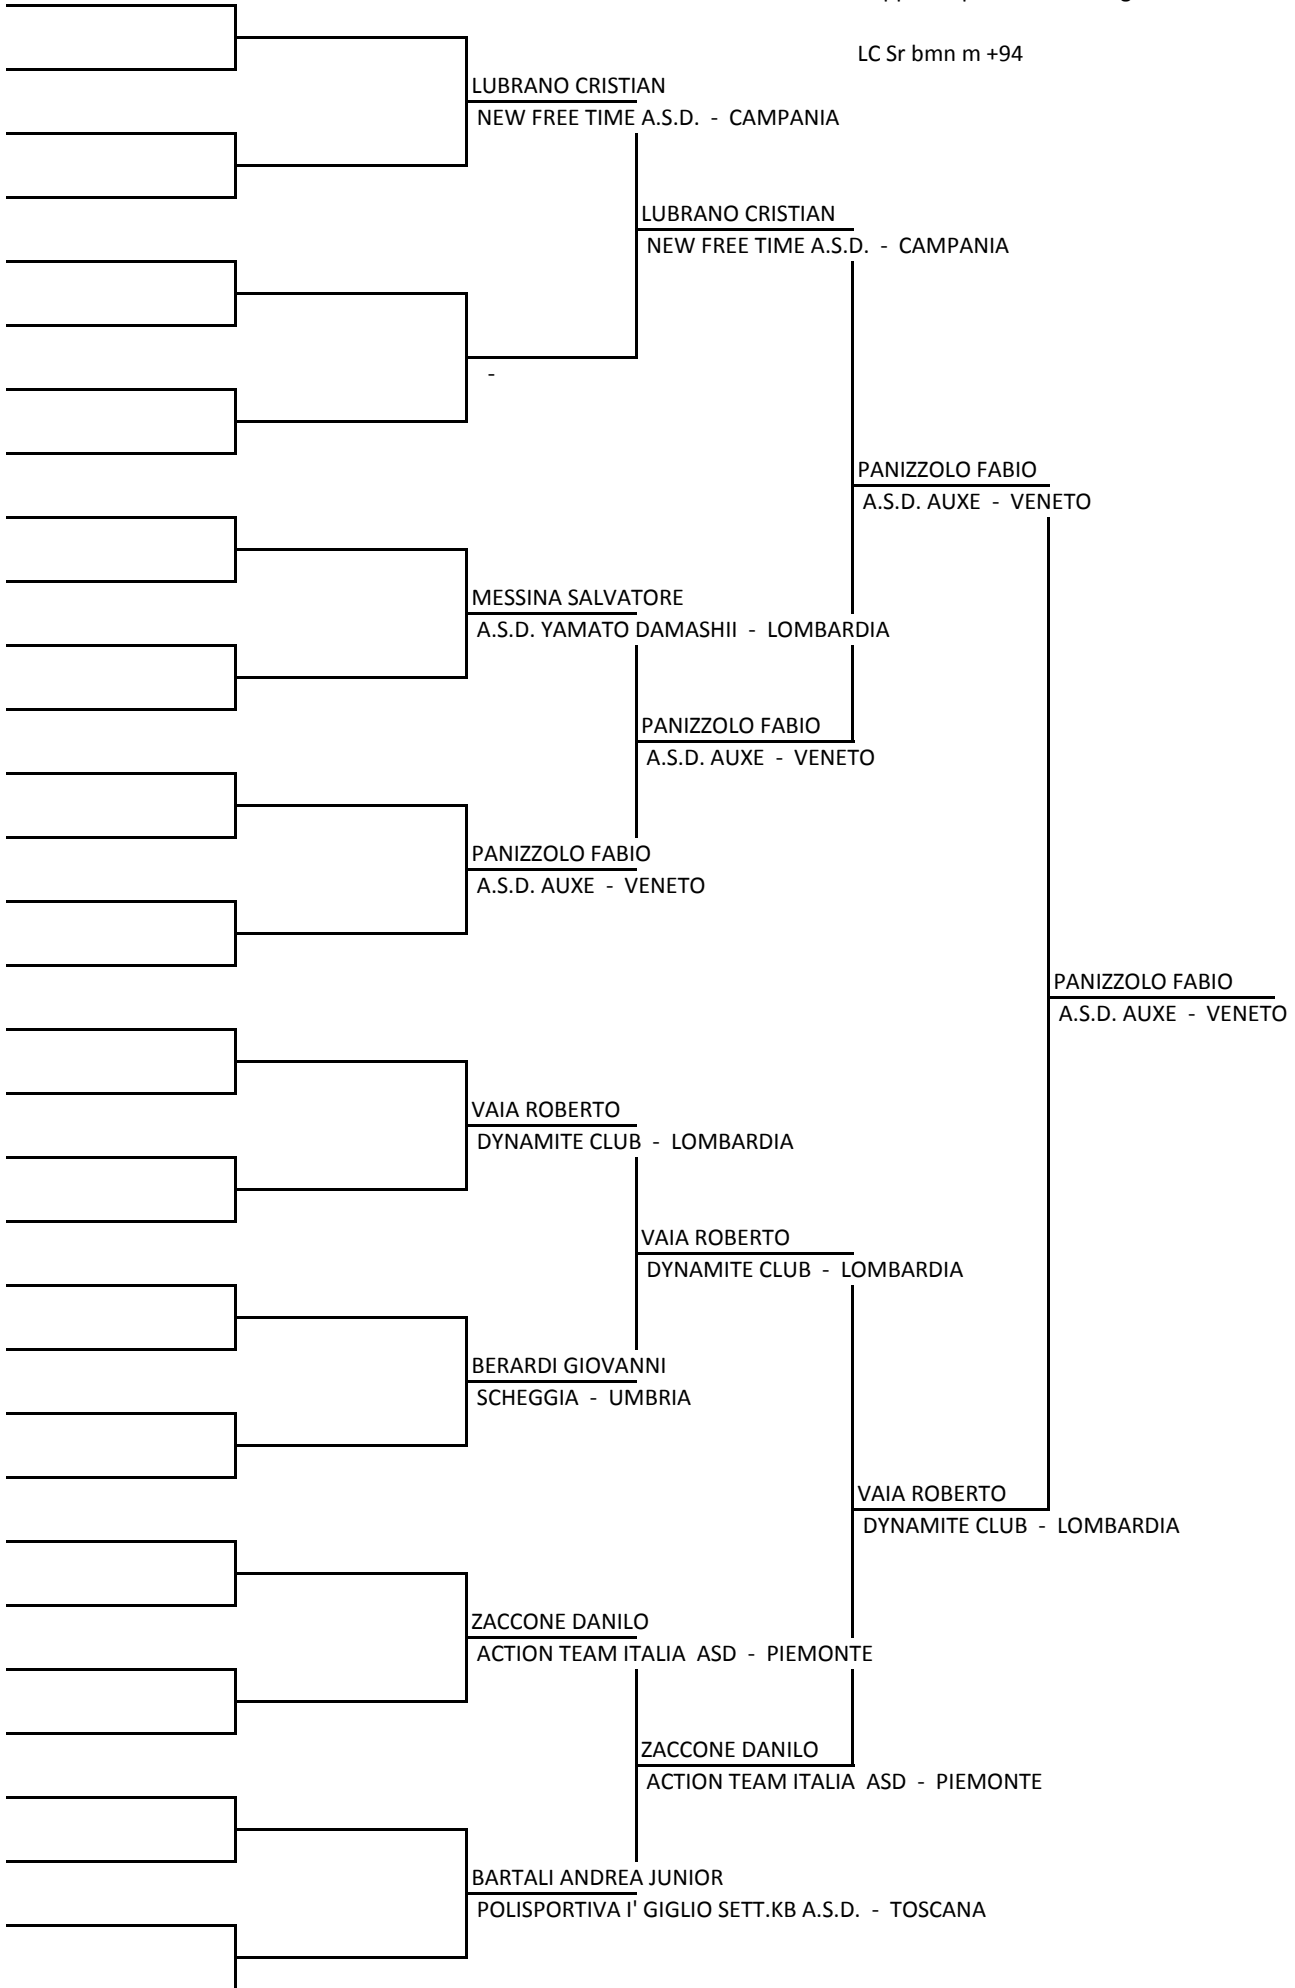 LC Sr bmn m +94
LUBRANO CRISTIAN
NEW FREE TIME A.S.D. - CAMPANIA
LUBRANO CRISTIAN
NEW FREE TIME A.S.D. - CAMPANIA
-
PANIZZOLO FABIO
A.S.D. AUXE - VENETO
MESSINA SALVATORE
A.S.D. YAMATO DAMASHII - LOMBARDIA
PANIZZOLO FABIO
A.S.D. AUXE - VENETO
PANIZZOLO FABIO
A.S.D. AUXE - VENETO
PANIZZOLO FABIO
A.S.D. AUXE - VENETO
VAIA ROBERTO
DYNAMITE CLUB - LOMBARDIA
VAIA ROBERTO
DYNAMITE CLUB - LOMBARDIA
BERARDI GIOVANNI
SCHEGGIA - UMBRIA
VAIA ROBERTO
DYNAMITE CLUB - LOMBARDIA
ZACCONE DANILO
ACTION TEAM ITALIA ASD - PIEMONTE
ZACCONE DANILO
ACTION TEAM ITALIA ASD - PIEMONTE
BARTALI ANDREA JUNIOR
POLISPORTIVA I' GIGLIO SETT.KB A.S.D. - TOSCANA